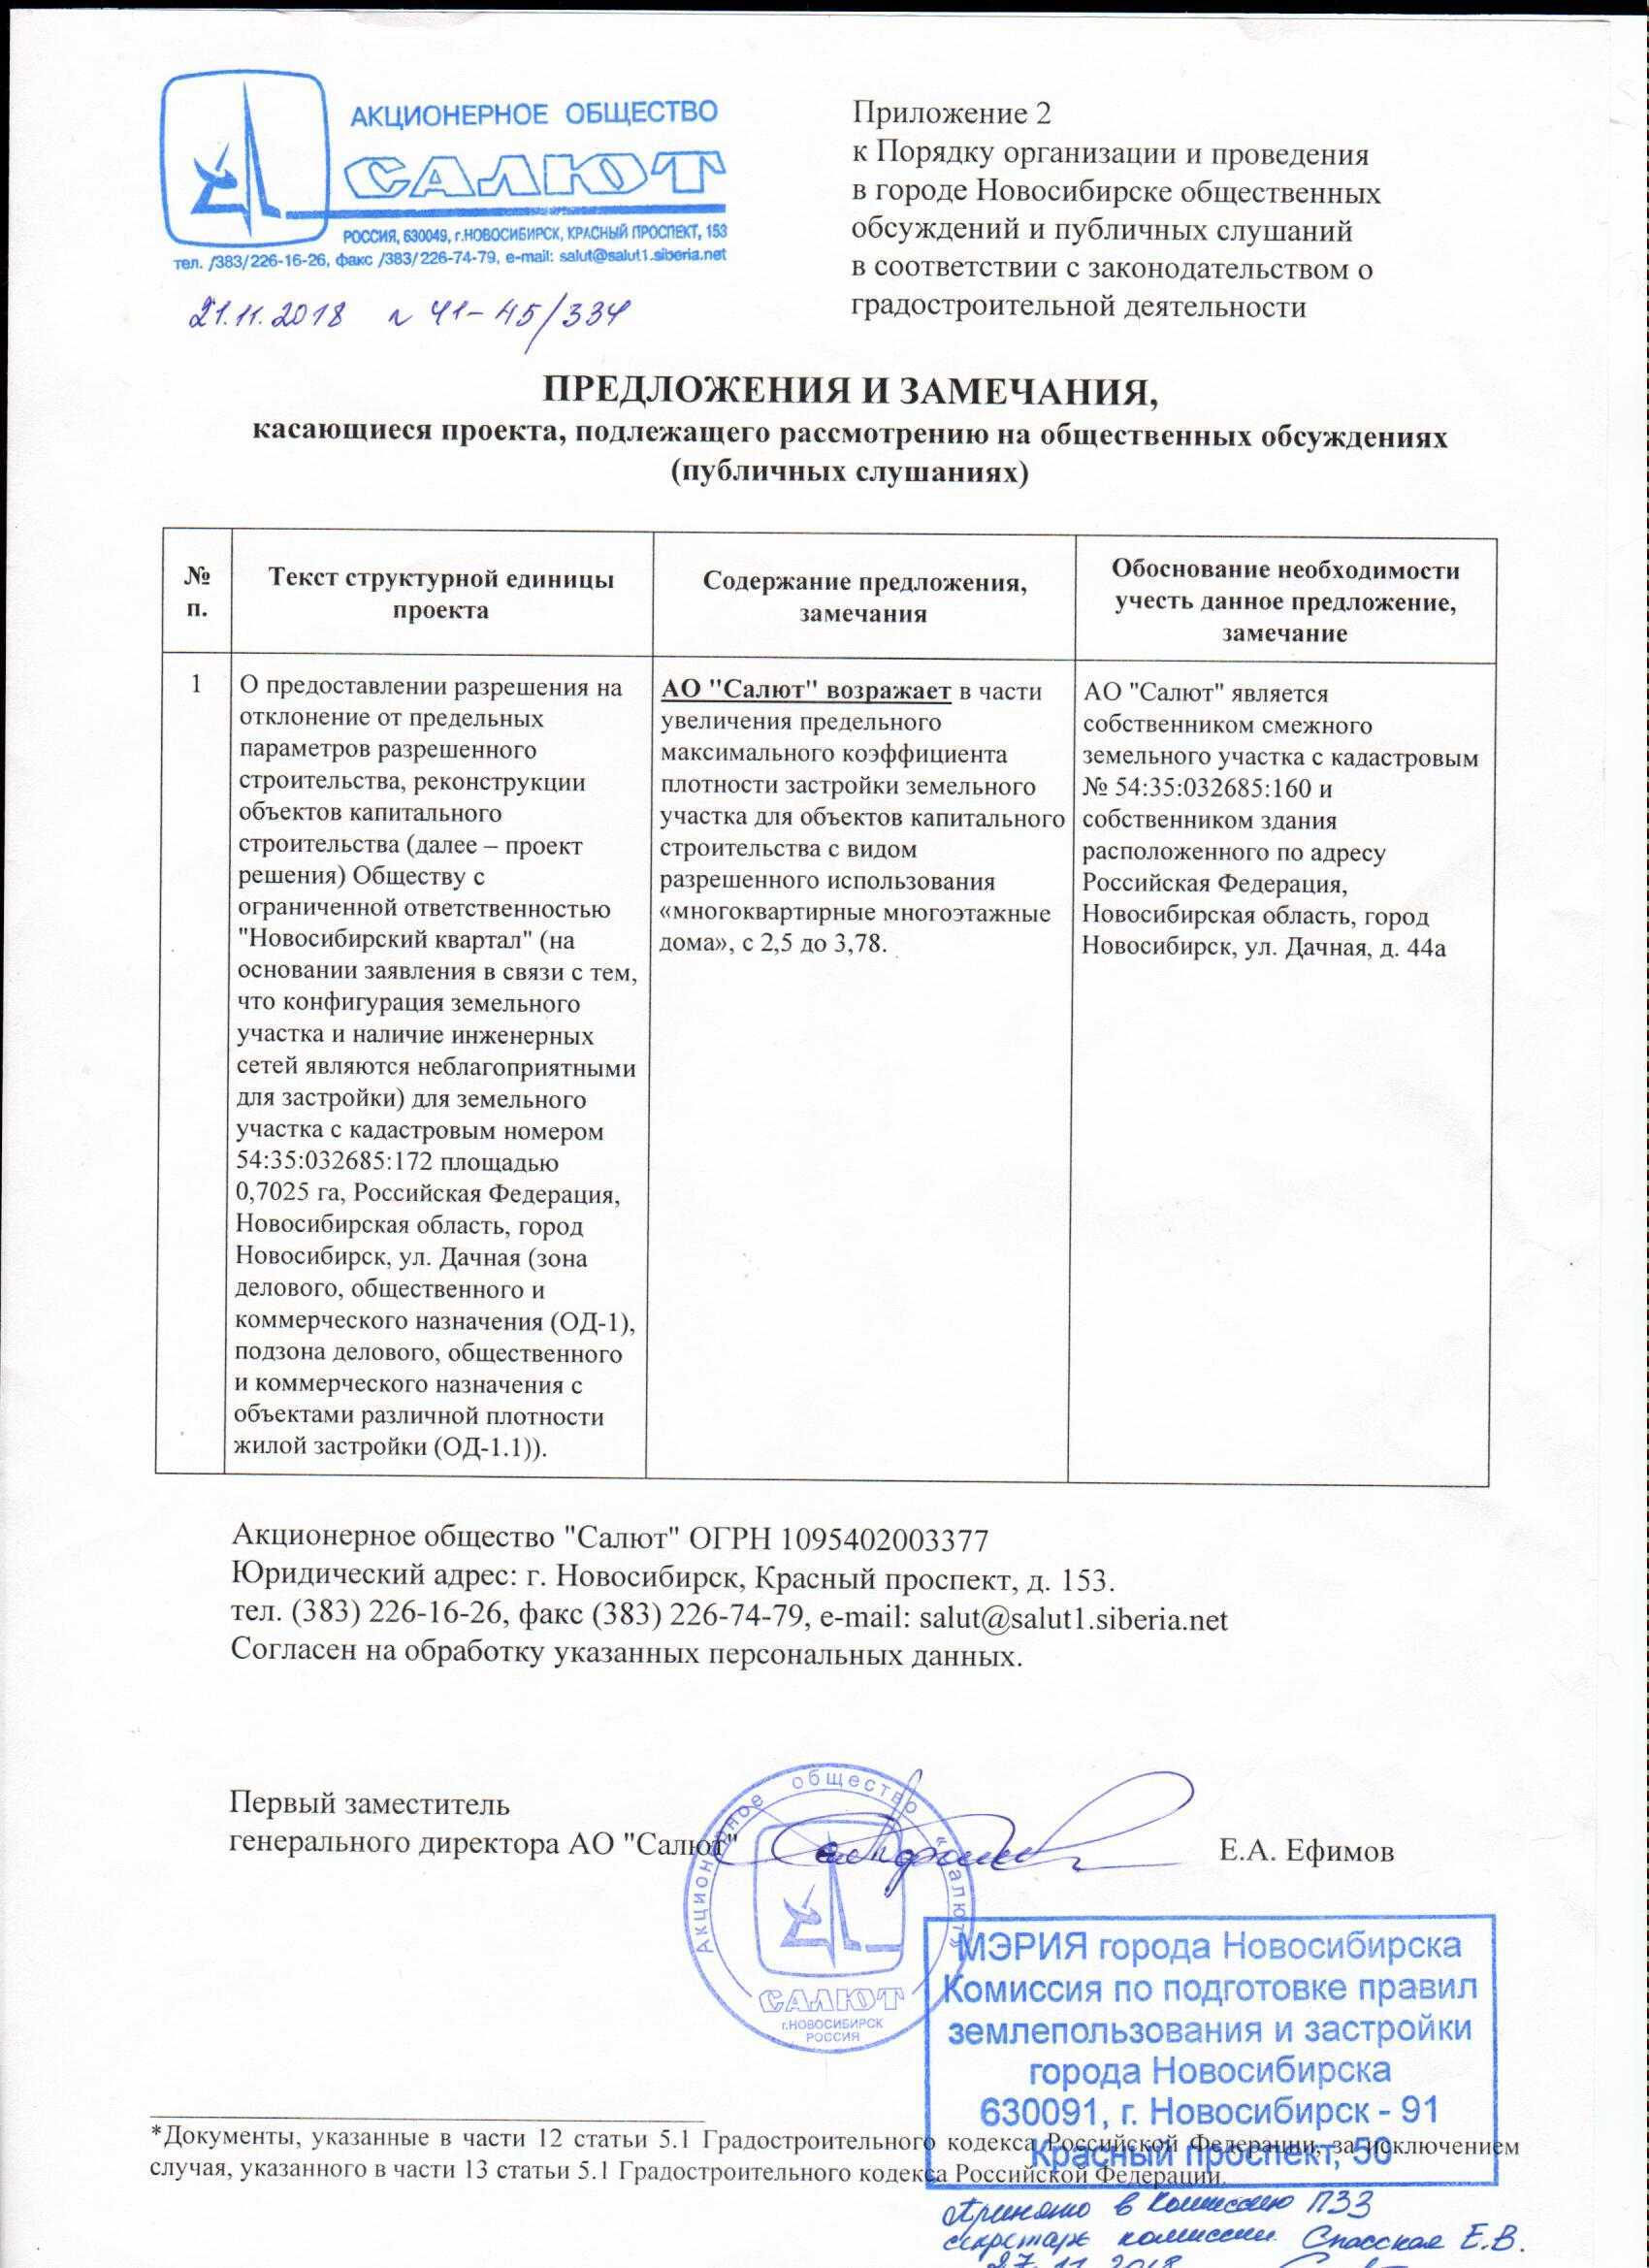 АКЦИОНЕРНОЕ ОБЩЕСТВО
САЛЮТ
РОССИЯ, 630049, г.НОВОСИБИРСК, КРАСНЫЙ ПРОСПЕКТ, 153
тел. /383/226-16-26, факс /383/226-74-79, e-mail: salut@salut1.siberia.net
21.11.2018 № 41-45/334
Приложение 2
к Порядку организации и проведения
в городе Новосибирске общественных
обсуждений и публичных слушаний
в соответствии с законодательством о
градостроительной деятельности
ПРЕДЛОЖЕНИЯ И ЗАМЕЧАНИЯ,
касающиеся проекта, подлежащего рассмотрению на общественных обсуждениях
(публичных слушаниях)
№
п.
Текст структурной единицы
проекта
Содержание предложения,
замечания
Обоснование необходимости
учесть данное предложение,
замечание
1
О предоставлении разрешения на
отклонение от предельных
параметров разрешенного
строительства, реконструкции
объектов капитального
строительства (далее – проект
решения) Обществу с
ограниченной ответственностью
"Новосибирский квартал" (на
основании заявления в связи с тем,
что конфигурация земельного
участка и наличие инженерных
сетей являются неблагоприятными
для застройки) для земельного
участка с кадастровым номером
54:35:032685:172 площадью
0,7025 га, Российская Федерация,
Новосибирская область, город
Новосибирск, ул. Дачная (зона
делового, общественного и
коммерческого назначения (ОД-1),
подзона делового, общественного
и коммерческого назначения с
объектами различной плотности
жилой застройки (ОД-1.1)).
АО "Салют" возражает в части
увеличения предельного
максимального коэффициента
плотности застройки земельного
участка для объектов капитального
строительства с видом
разрешенного использования
«многоквартирные многоэтажные
дома», с 2,5 до 3,78.
АО "Салют" является
собственником смежного
земельного участка с кадастровым
№ 54:35:032685:160 и
собственником здания
расположенного по адресу
Российская Федерация,
Новосибирская область, город
Новосибирск, ул. Дачная, д. 44а
Акционерное общество "Салют" ОГРН 1095402003377
Юридический адрес: г. Новосибирск, Красный проспект, д. 153.
тел. (383) 226-16-26, факс (383) 226-74-79, e-mail: salut@salut1.siberia.net
Согласен на обработку указанных персональных данных.
Первый заместитель
генерального директора АО "Салют"
Е.А. Ефимов
Акционерное общество «Салют»
САЛЮТ
г.НОВОСИБИРСК
РОССИЯ
МЭРИЯ города Новосибирска
Комиссия по подготовке правил
землепользования и застройки
города Новосибирска
630091, г. Новосибирск - 91
Красный проспект, 50
*Документы, указанные в части 12 статьи 5.1 Градостроительного кодекса Российской Федерации, за исключением
случая, указанного в части 13 статьи 5.1 Градостроительного кодекса Российской Федерации.
Принято в Комиссию ПЗЗ
секретарь комиссии Спасская Е.В.
27.11.2018